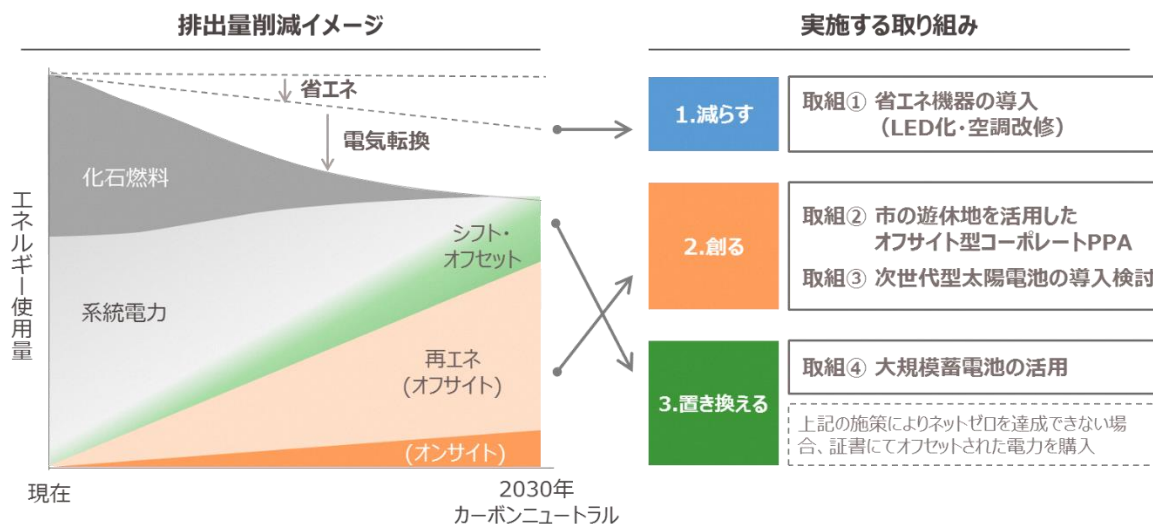 排出量削減イメージ
省エネ
電気転換
化石燃料
シフト・
オフセット
系統電力
再エネ
(オフサイト)
(オンサイト)
エネルギー使用量
現在
2030年
カーボンニュートラル
実施する取り組み
1.減らす
取組① 省エネ機器の導入
（LED化・空調改修）
2.創る
取組② 市の遊休地を活用した
オフサイト型コーポレートPPA
取組③ 次世代型太陽電池の導入検討
3.置き換える
取組④ 大規模蓄電池の活用
上記の施策によりネットゼロを達成できない場
合、証書にてオフセットされた電力を購入